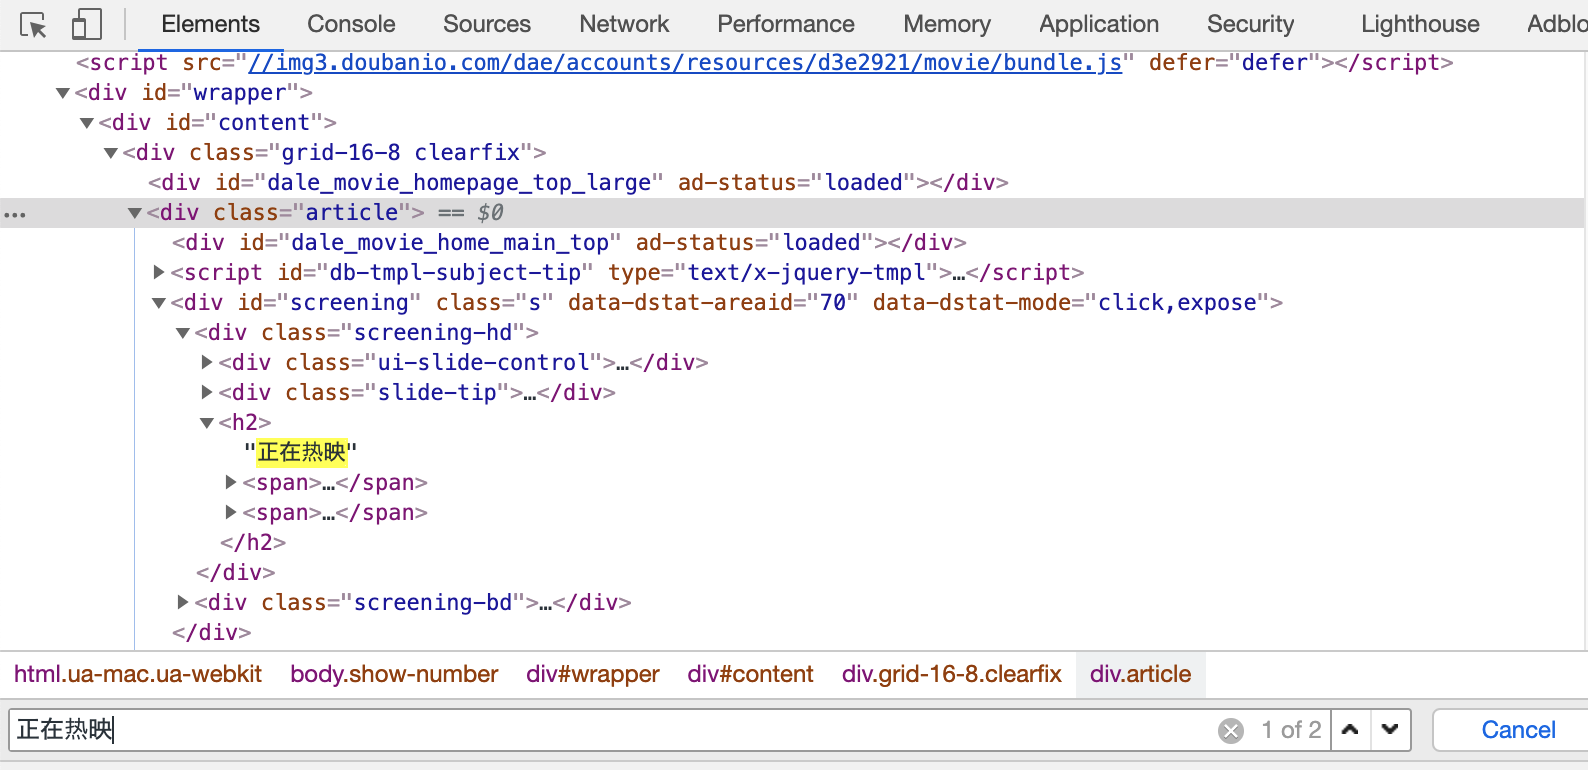 Elements Console Sources Network Performance Memory Application Security Lighthouse Adblo
<script src="//img3.doubanio.com/dae/accounts/resources/d3e2921/movie/bundle.js" defer="defer"></script>
▼<div id="wrapper">
▼<div id="content">
▼<div class="grid-16-8 clearfix">
<div id="dale_movie_homepage_top_large" ad-status="loaded"></div>
… ▼<div class="article"> == $0
<div id="dale_movie_home_main_top" ad-status="loaded"></div>
▶<script id="db-tmpl-subject-tip" type="text/x-jquery-tmpl">…</script>
▼<div id="screening" class="s" data-dstat-areaid="70" data-dstat-mode="click,expose">
▼<div class="screening-hd">
▶<div class="ui-slide-control">…</div>
▶<div class="slide-tip">…</div>
▼<h2>
"正在热映"
▶<span>…</span>
▶<span>…</span>
</h2>
</div>
▶<div class="screening-bd">…</div>
</div>
html.ua-mac.ua-webkit body.show-number div#wrapper div#content div.grid-16-8.clearfix div.article
正在热映 1 of 2 Cancel